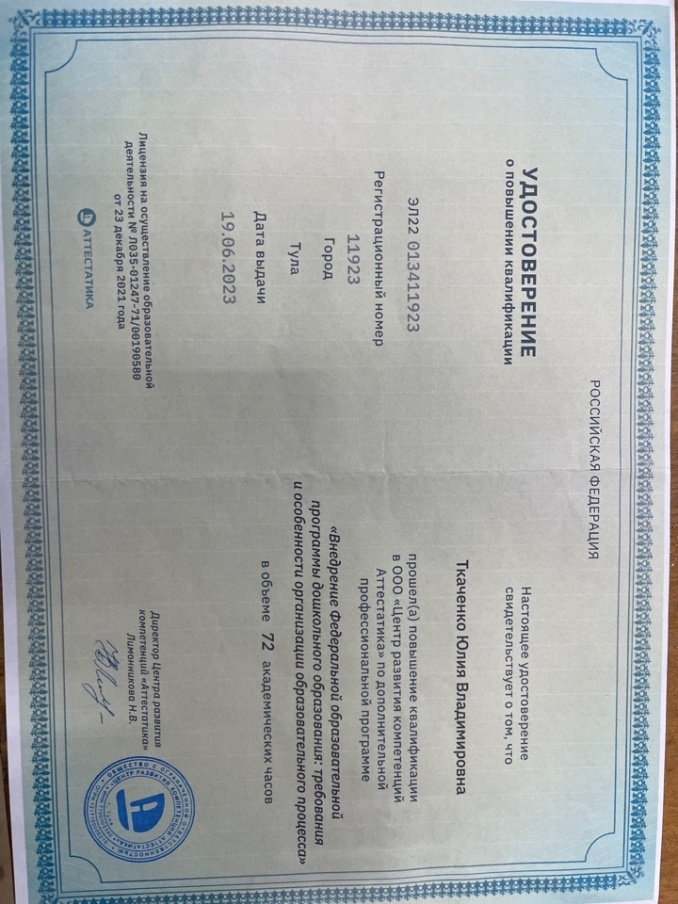 РОССИЙСКАЯ ФЕДЕРАЦИЯ
УДОСТОВЕРЕНИЕ
о повышении квалификации
ЭЛ22 013411923
Регистрационный номер
11923
Город
Тула
Дата выдачи
19.06.2023
Лицензия на осуществление образовательной
деятельности № Л035-01247-71/00190580
от 23 декабря 2021 года
АТТЕСТАТИКА
Настоящее удостоверение
свидетельствует о том, что
Ткаченко Юлия Владимировна
прошел(а) повышение квалификации
в ООО «Центр развития компетенций
Аттестатика» по дополнительной
профессиональной программе
«Внедрение Федеральной образовательной
программы дошкольного образования: требования
и особенности организации образовательного процесса»
в объеме 72 академических часов
Директор Центра развития
компетенций «Аттестатика»
Лимонникова Н.В.